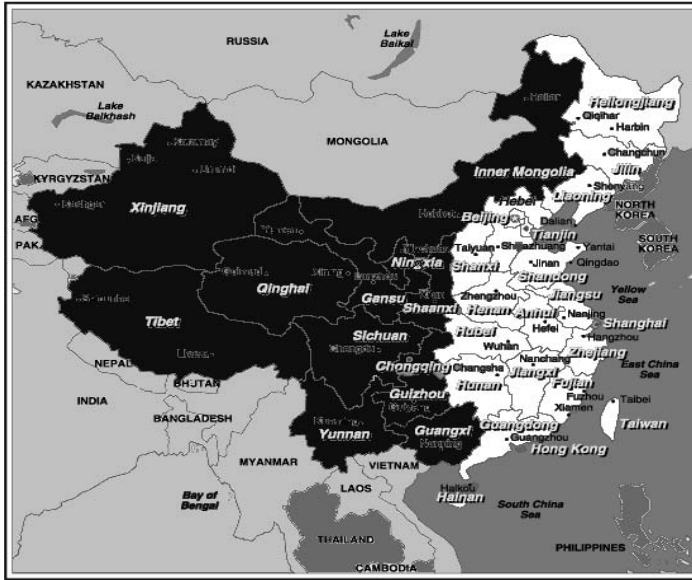 RUSSIA
Lake
Baikal
KAZAKHSTAN
Lake
Balkhash
MONGOLIA
Hailar
Heilongjiang
Qiqihar
Harbin
Changchun
Jilin
KYRGYZSTAN
Inner Mongolia
Shenyang
Liaoning
NORTH
KOREA
Xinjiang
Hebei
Beijing
Dalian
Tianjin
SOUTH
KOREA
AFG
PAK
Ningxia
Taiyuan
Shijiazhuang
Yantai
Shanxi
Jinan
Qingdao
Shandong
Qinghai
Gansu
Zhengzhou
Jiangsu
Yellow
Sea
Shaanxi
Henan
Anhui
Nanjing
Shanghai
Tibet
Sichuan
Hubei
Hefei
Hangzhou
Wuhan
Zhejiang
NEPAL
Chongqing
Changsha
Nanchang
East China
Sea
BHUTAN
Jiangxi
INDIA
Guizhou
Hunan
Fujian
Fuzhou
Taibei
BANGLADESH
Xiamen
Yunnan
Guangxi
Guangdong
Taiwan
Guangzhou
Hong Kong
MYANMAR
VIETNAM
LAOS
Haikou
Hainan
Bay of
Bengal
South China
Sea
THAILAND
PHILIPPINES
CAMBODIA